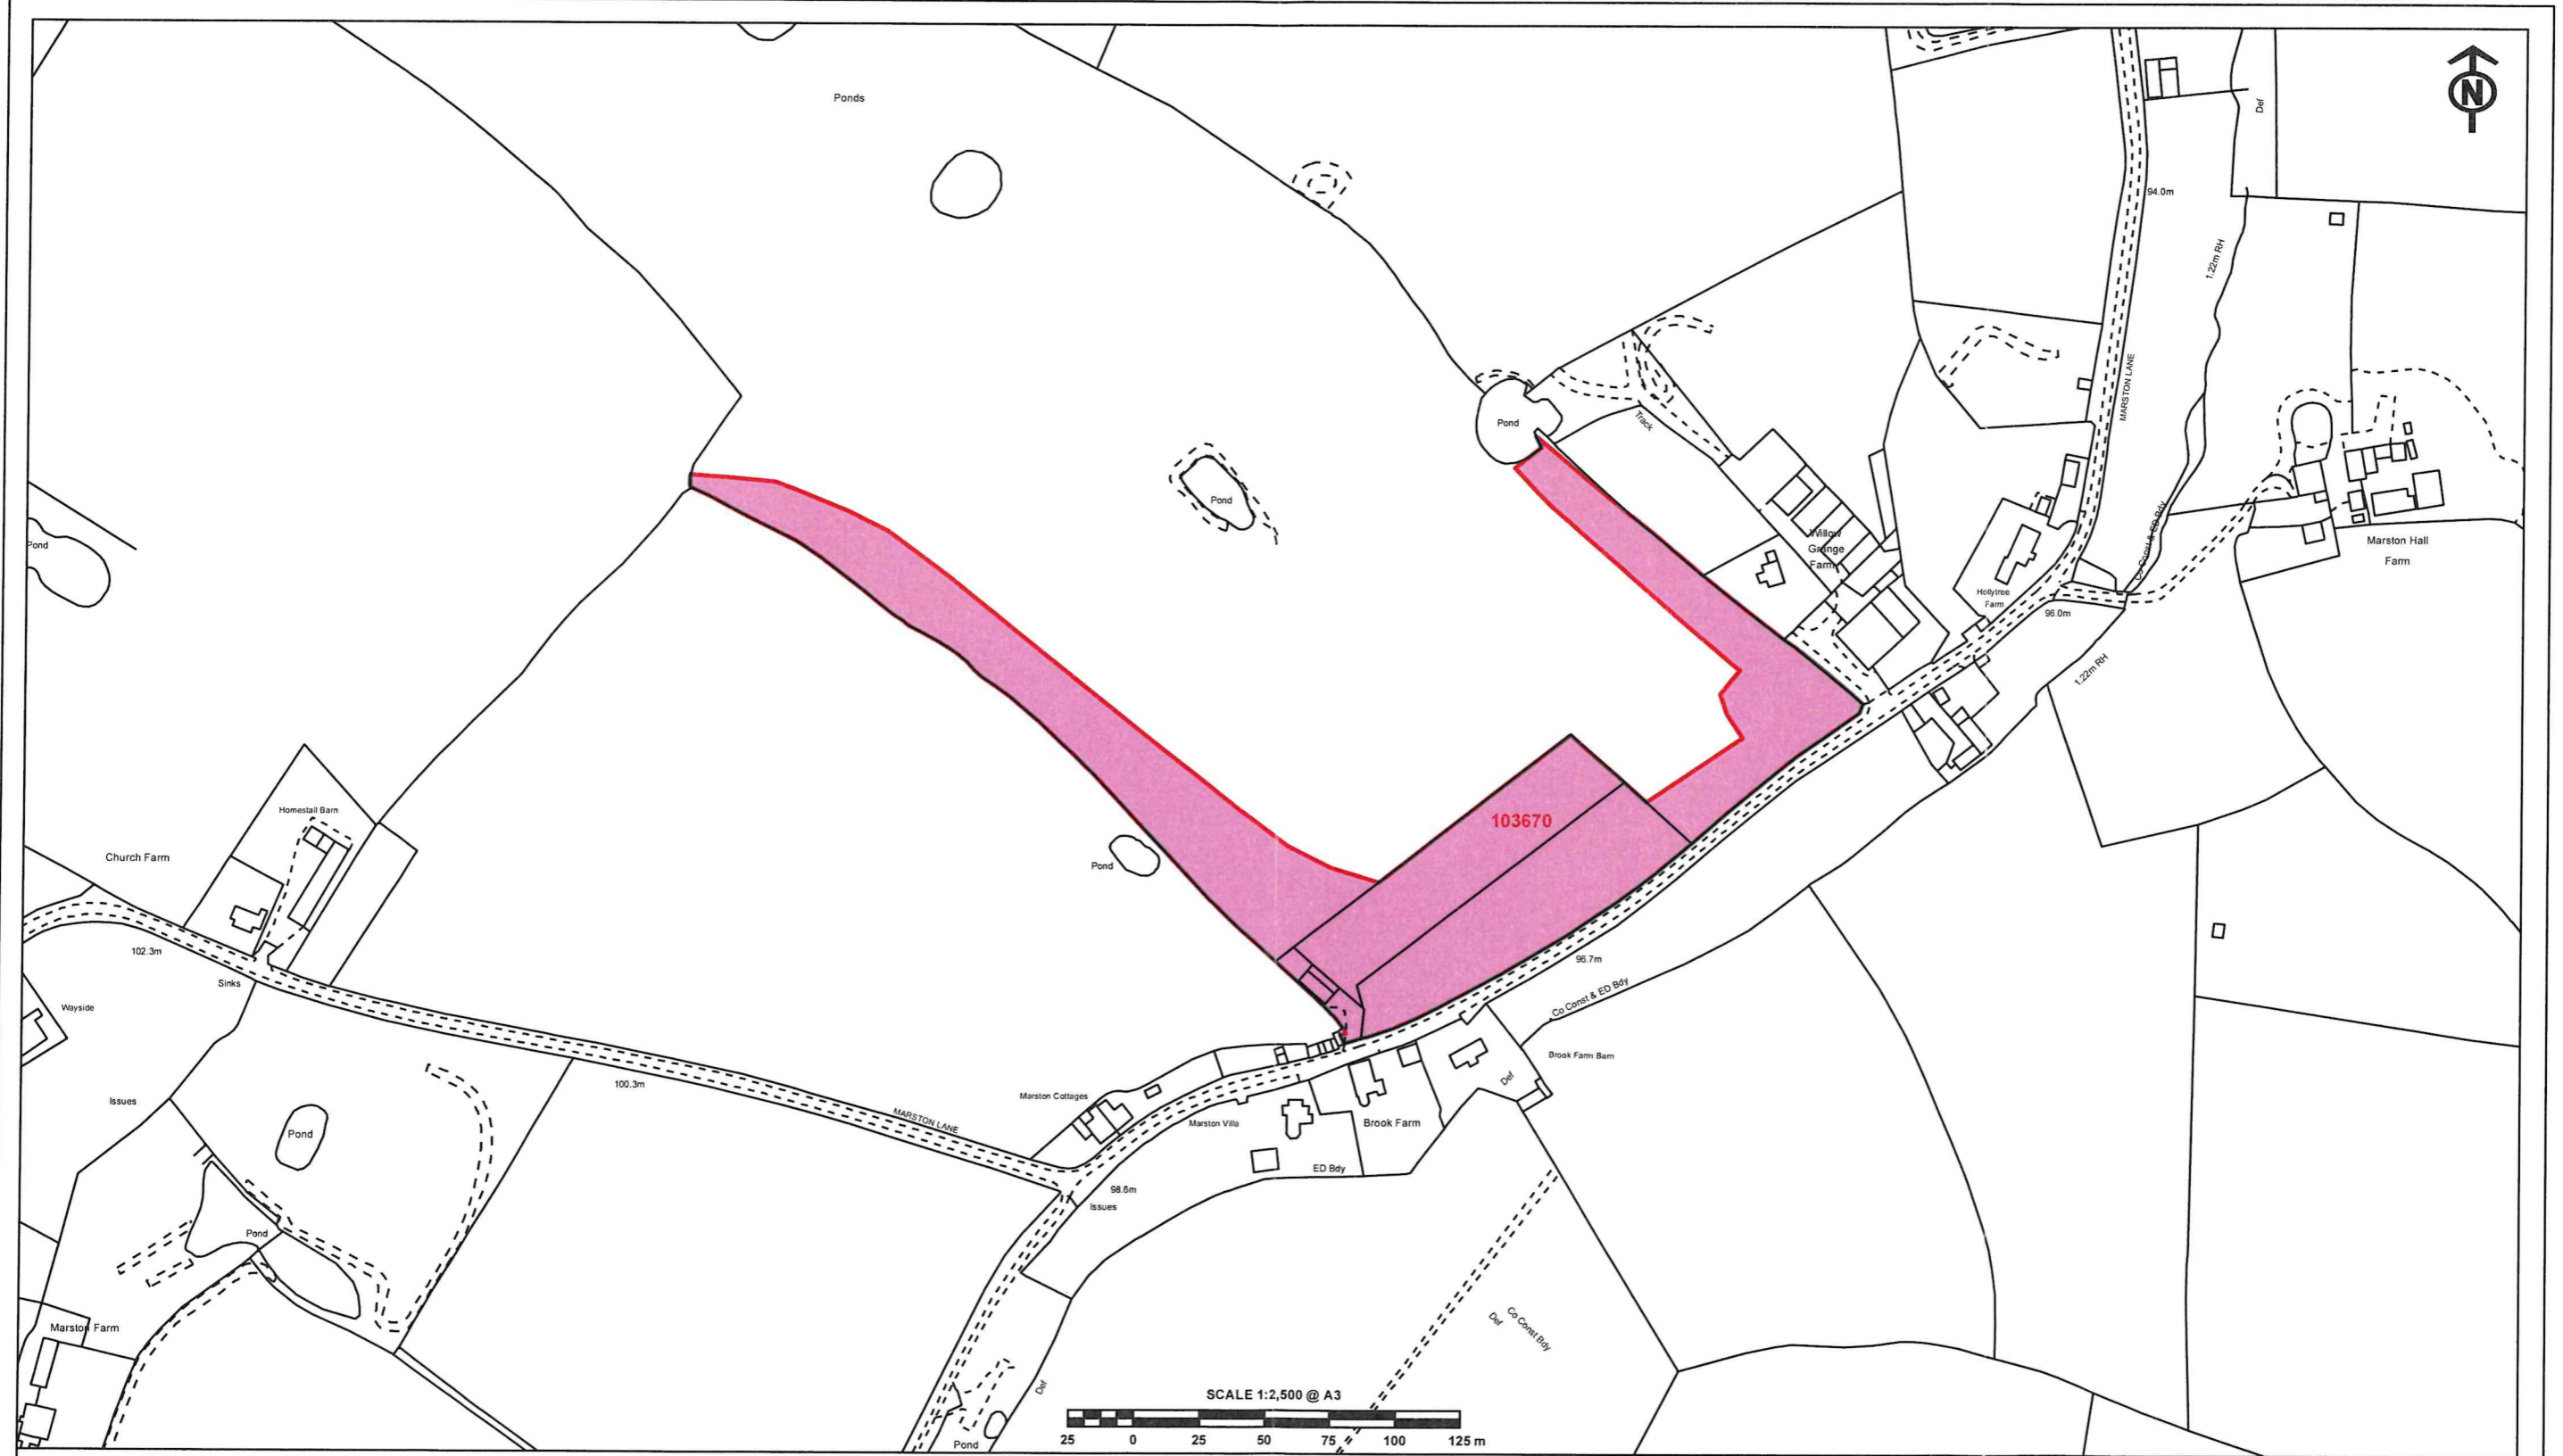 N
Ponds
Def
94.0m
1.22m RH
MARSTON LANE
Pond
Track
Pond
Pond
Willow
Grange
Farm
Co Const & ED Bdy
Marston Hall
Farm
Hollytree
Farm
96.0m
1.22m RH
Homestall Barn
103670
Church Farm
Pond
102.3m
96.7m
Sinks
Co Const & ED Bdy
Wayside
Brook Farm Barn
Def
100.3m
Marston Cottages
Issues
MARSTON LANE
Marston Villa
Brook Farm
Pond
ED Bdy
98.6m
Issues
Pond
Co Const Bdy
Def
Marston Farm
Def
SCALE 1:2,500 @ A3
25 0 25 50 75 100 125 m
Pond